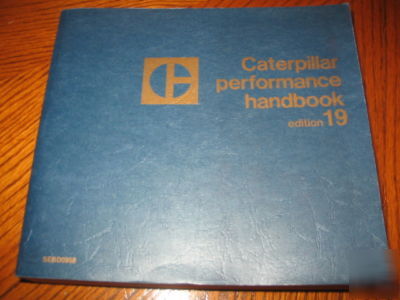 Caterpillar
performance
handbook
edition 19